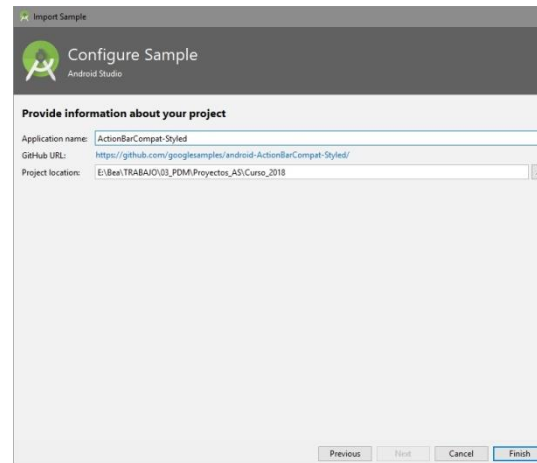 Import Sample
Configure Sample
Android Studio
Provide information about your project
Application name: ActionBarCompat-Styled
GitHub URL: https://github.com/googlesamples/android-ActionBarCompat-Styled/
Project location: E:\Bea\TRABAJO\03_PDM\Proyectos_AS\Curso_2018
Previous Next Cancel Finish